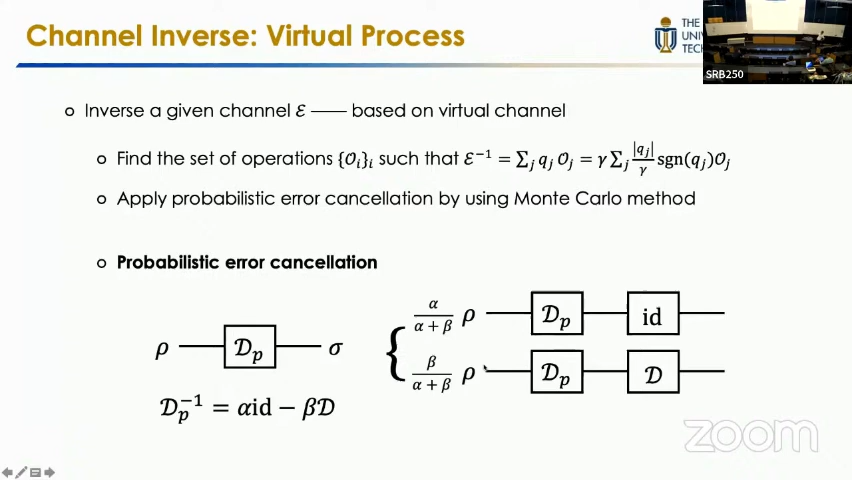 Channel Inverse: Virtual Process
THE
UNI
TECH
SRB250
Inverse a given channel ℰ —— based on virtual channel
Find the set of operations {𝒪ᵢ}ᵢ such that ℰ⁻¹ = ∑ⱼ qⱼ 𝒪ⱼ = γ ∑ⱼ |qⱼ|/γ sgn(qⱼ)𝒪ⱼ
Apply probabilistic error cancellation by using Monte Carlo method
Probabilistic error cancellation
ρ 𝒟ₚ σ
𝒟ₚ⁻¹ = αid − β𝒟
{ α/(α + β) ρ 𝒟ₚ id
β/(α + β) ρ 𝒟ₚ 𝒟
zoom